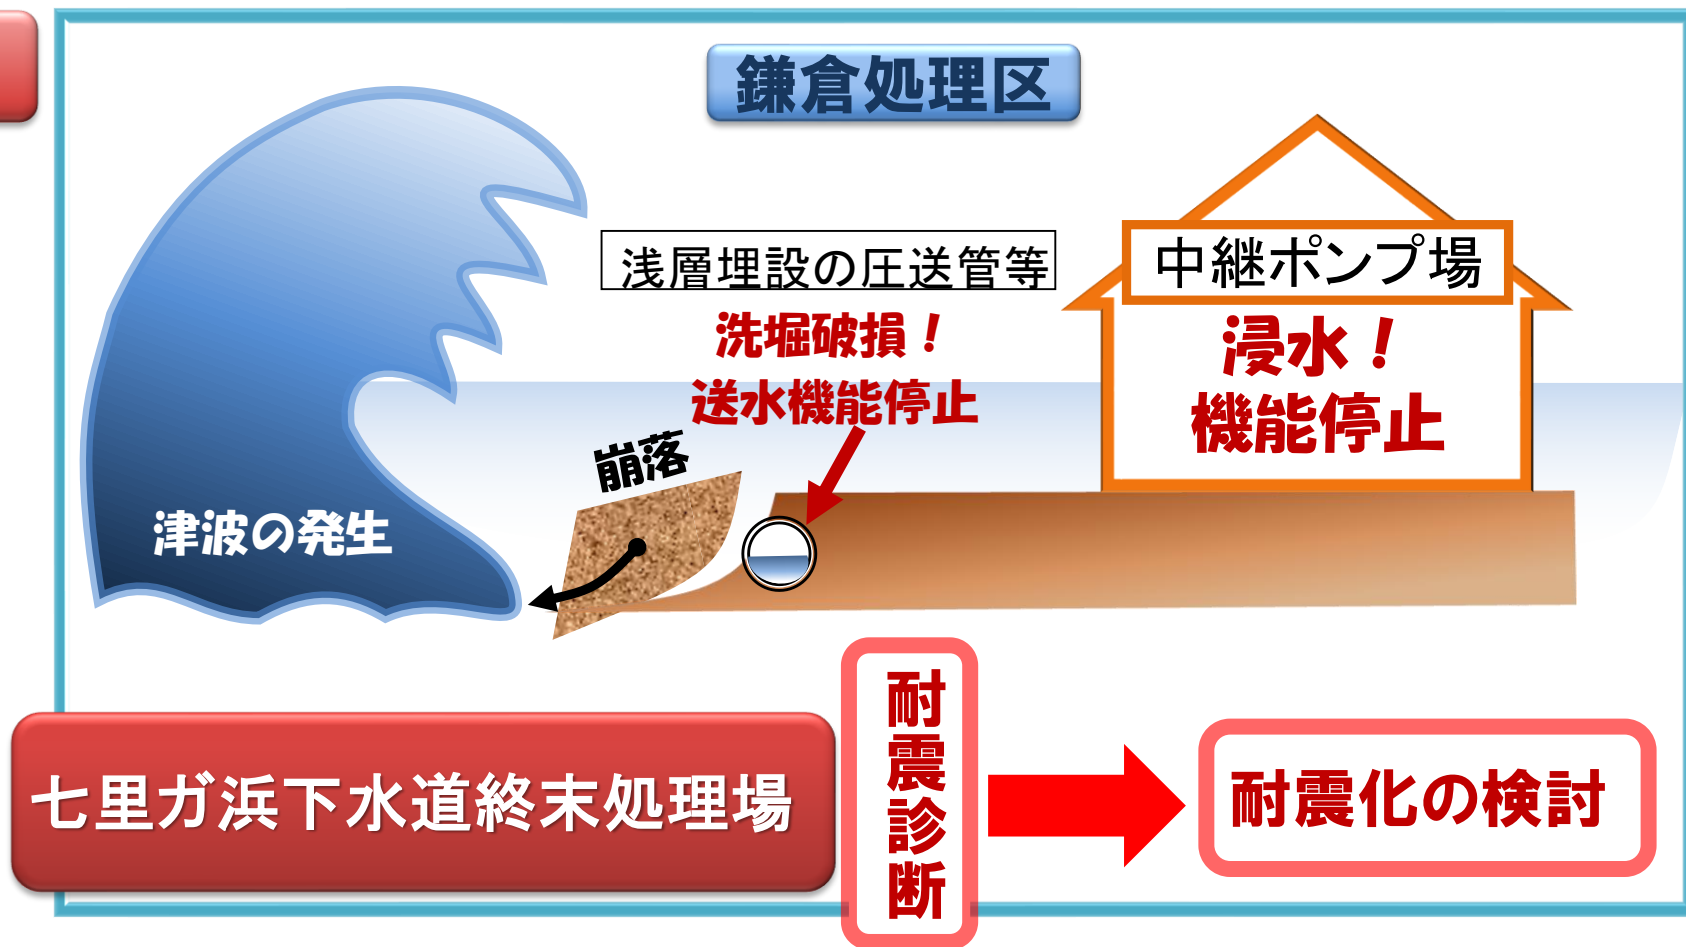 鎌倉処理区
浅層埋設の圧送管等
洗堀破損！
送水機能停止
中継ポンプ場
浸水！
機能停止
崩落
津波の発生
七里ガ浜下水道終末処理場
耐震診断
耐震化の検討